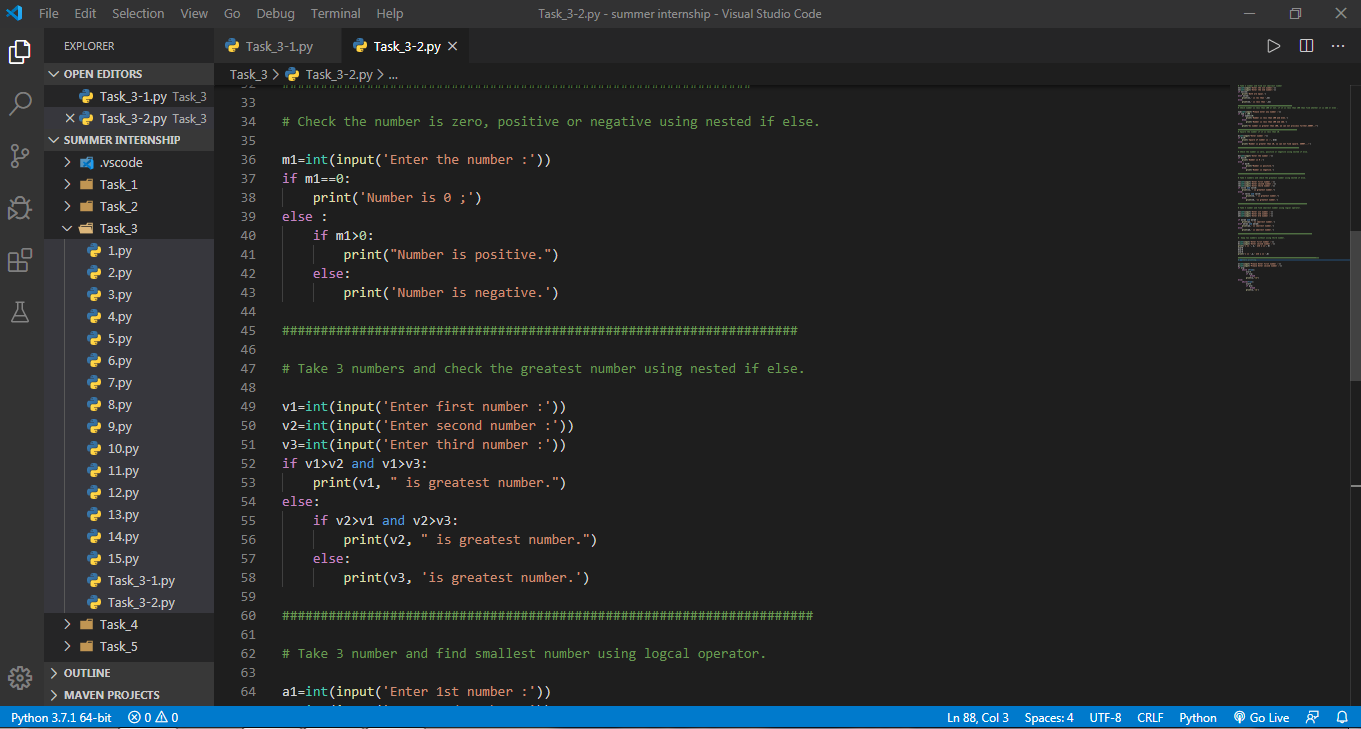 File Edit Selection View Go Debug Terminal Help Task_3-2.py - summer internship - Visual Studio Code
EXPLORER
OPEN EDITORS
Task_3-1.py Task_3
Task_3-2.py Task_3
SUMMER INTERNSHIP
.vscode
Task_1
Task_2
Task_3
1.py
2.py
3.py
4.py
5.py
6.py
7.py
8.py
9.py
10.py
11.py
12.py
13.py
14.py
15.py
Task_3-1.py
Task_3-2.py
Task_4
Task_5
OUTLINE
MAVEN PROJECTS
Task_3-1.py Task_3-2.py
Task_3 > Task_3-2.py > ...
33
34 # Check the number is zero, positive or negative using nested if else.
35
36 m1=int(input('Enter the number :'))
37 if m1==0:
38 print('Number is 0 ;')
39 else :
40 if m1>0:
41 print("Number is positive.")
42 else:
43 print('Number is negative.')
44
45 ###################################################################
46
47 # Take 3 numbers and check the greatest number using nested if else.
48
49 v1=int(input('Enter first number :'))
50 v2=int(input('Enter second number :'))
51 v3=int(input('Enter third number :'))
52 if v1>v2 and v1>v3:
53 print(v1, " is greatest number.")
54 else:
55 if v2>v1 and v2>v3:
56 print(v2, " is greatest number.")
57 else:
58 print(v3, 'is greatest number.')
59
60 #####################################################################
61
62 # Take 3 number and find smallest number using logcal operator.
63
64 a1=int(input('Enter 1st number :'))
Python 3.7.1 64-bit 0 0 Ln 88, Col 3 Spaces: 4 UTF-8 CRLF Python Go Live